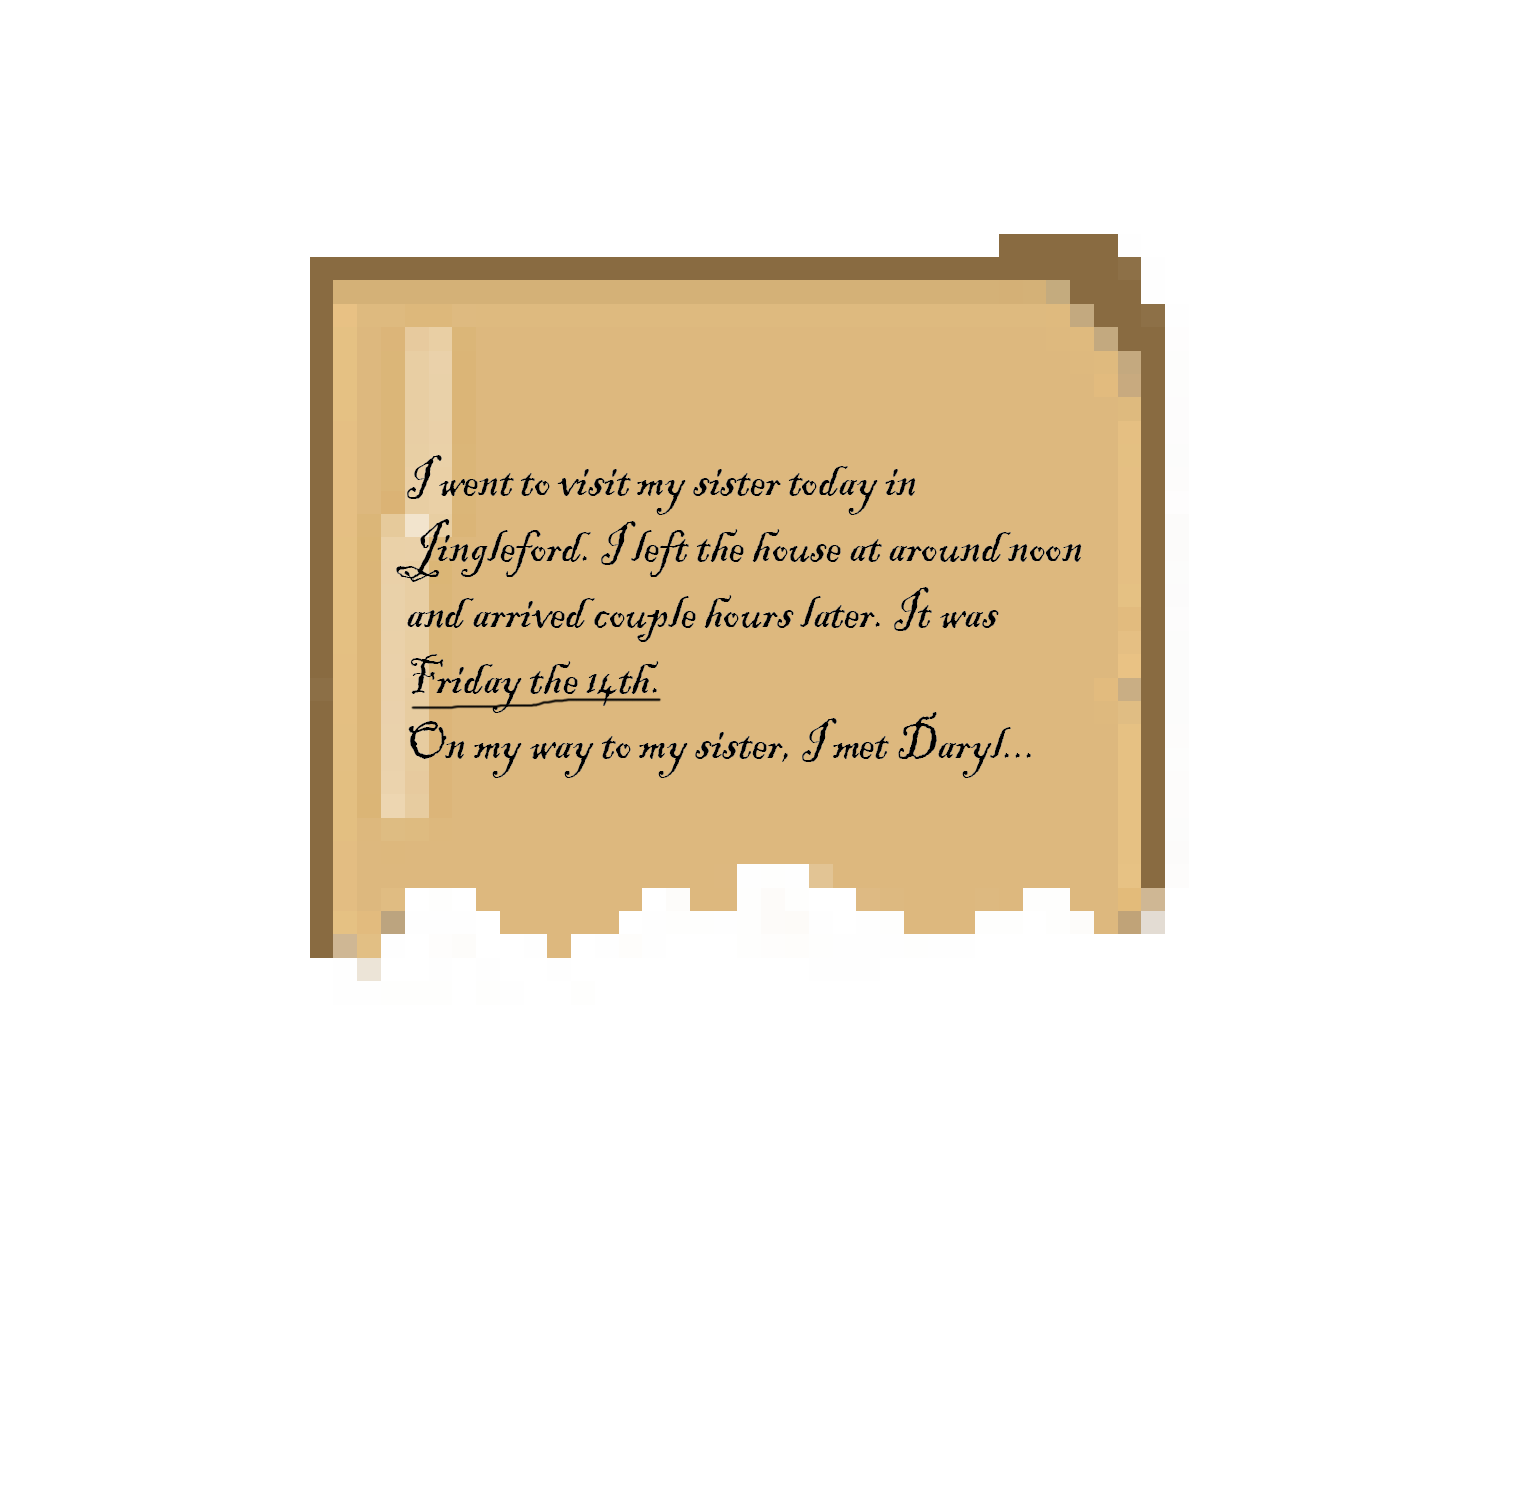 I went to visit my sister today in
Jingleford. I left the house at around noon
and arrived couple hours later. It was
Friday the 14th.
On my way to my sister, I met Daryl...